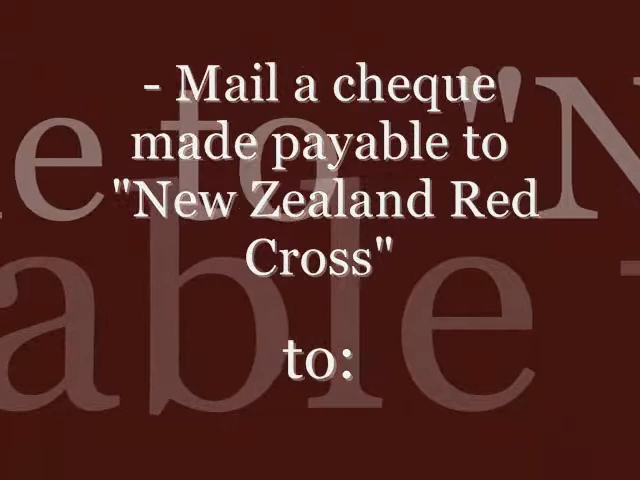 - Mail a cheque
made payable to
"New Zealand Red
Cross"
to: